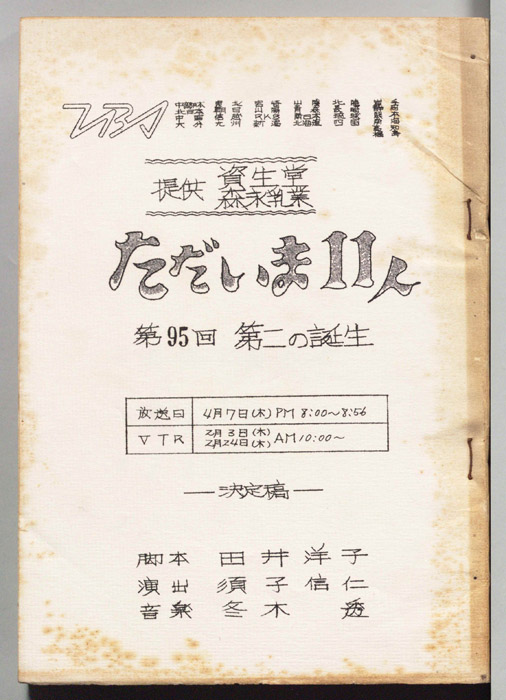 提供 資生堂
森永乳業
ただいま11人
第95回 第二の誕生
放送日 4月7日(木)PM 8:00〜8:56
VTR 2月3日(木)
2月24日(木) AM10:00〜
―決定稿―
脚本 田井洋子
演出 須子信仁
音楽 冬木透